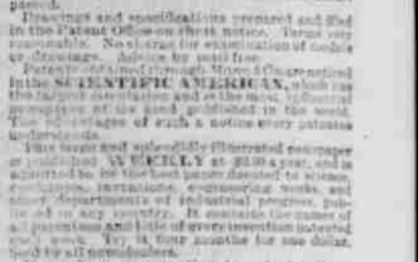 passed.
Drawings and specifications prepared and filed
in the Patent Office on short notice. Terms very
reasonable. No charge for examination of models
or drawings. Advice by mail free.
Patents obtained through Munn & Co are noticed
in the SCIENTIFIC AMERICAN, which has
the largest circulation and is the most influential
newspaper of its kind published in the world.
The advantages of such a notice every patentee
understands.
This large and splendidly illustrated newspaper
is published WEEKLY at $3.00 a year, and is
admitted to be the best paper devoted to science,
mechanics, inventions, engineering works, and
other departments of industrial progress, pub-
lished in any country. It contains the names of
all patentees and title of every invention patented
each week. Try it four months for one dollar.
Sold by all newsdealers.